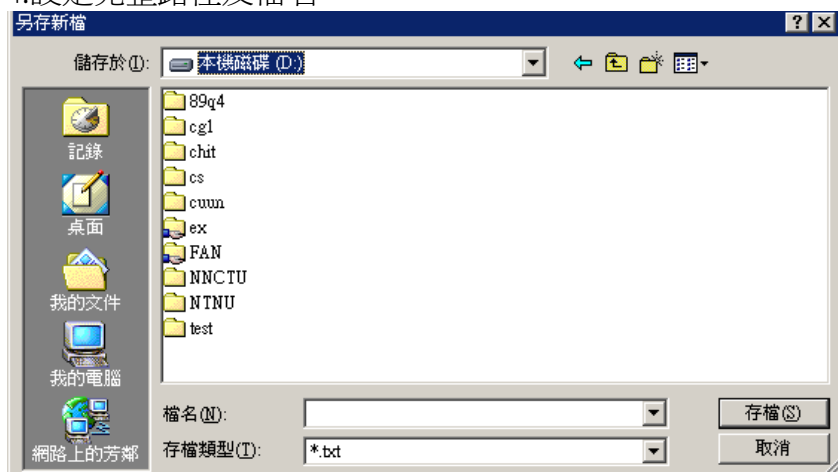 4.設定完整路徑及檔名
另存新檔
儲存於(I): 本機磁碟 (D:)
89q4
cg1
chit
cs
cuun
ex
FAN
NNCTU
NTNU
test
記錄
桌面
我的文件
我的電腦
網路上的芳鄰
檔名(N):
存檔(S)
存檔類型(T): *.txt
取消